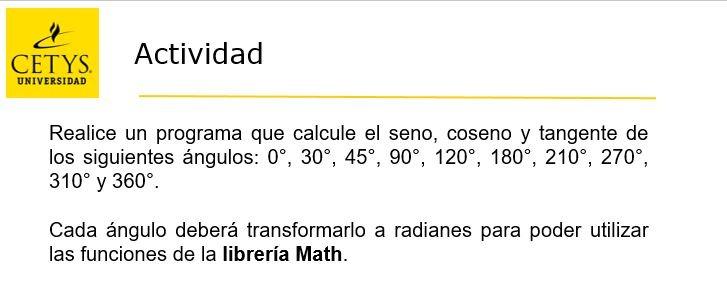 CETYS
UNIVERSIDAD
Actividad
Realice un programa que calcule el seno, coseno y tangente de
los siguientes ángulos: 0°, 30°, 45°, 90°, 120°, 180°, 210°, 270°,
310° y 360°.
Cada ángulo deberá transformarlo a radianes para poder utilizar
las funciones de la librería Math.